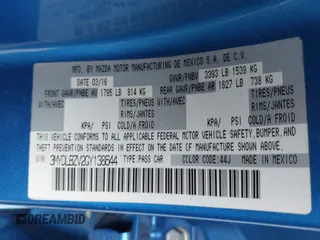 MFD. BY MAZDA MOTOR MANUFACTURING DE MEXICO S.A. DE C.V.
03/16 GVWR/PNBV 3393 LB 1539 KG
FRONT GAWR/PNBE AV 1795 LB 814 KG REAR GAWR/PNBE AR 1627 LB 738 KG
WITH/AVEC TIRES/PNEUS WITH/AVEC TIRES/PNEUS
RIMS/JANTES RIMS/JANTES
KPA/ PSI/ COLD/A FROID KPA/ PSI/ COLD/A FROID
THIS VEHICLE CONFORMS TO ALL APPLICABLE FEDERAL MOTOR VEHICLE SAFETY, BUMPER,
AND THEFT PREVENTION STANDARDS IN EFFECT ON THE DATE OF MANUFACTURE SHOWN ABOVE.
TYPE: PASS CAR COLOR: 44J MADE IN MEXICO
DREAMBID